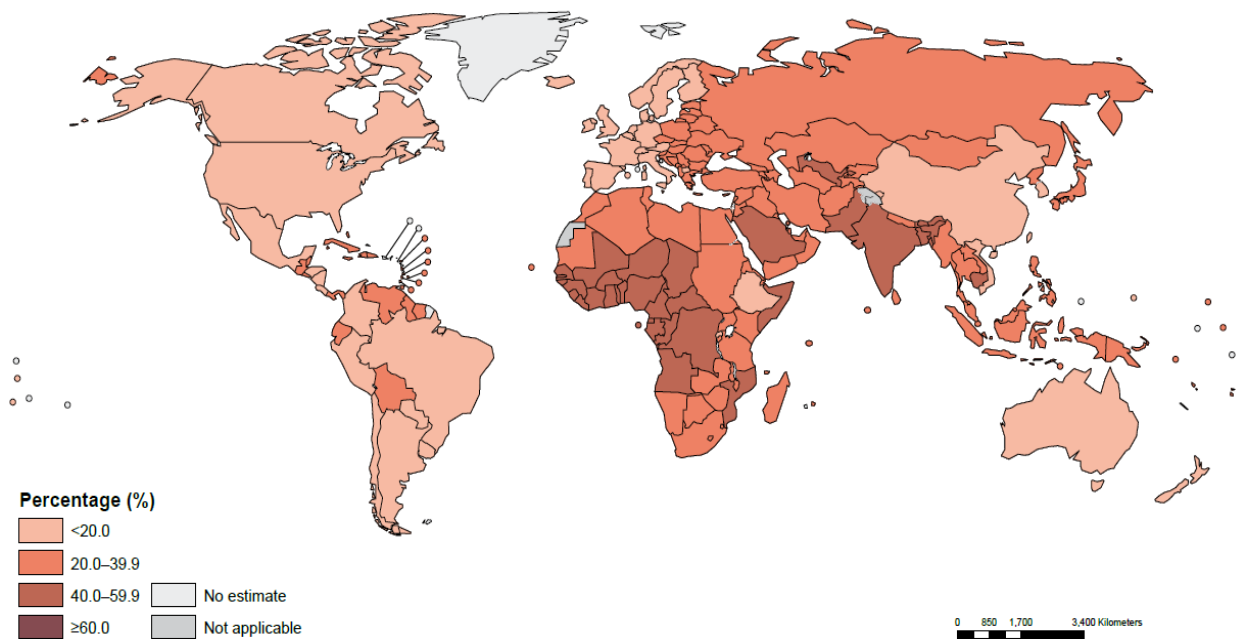 Percentage (%)
<20.0
20.0–39.9
40.0–59.9
No estimate
≥60.0
Not applicable
0 850 1,700 3,400 Kilometers